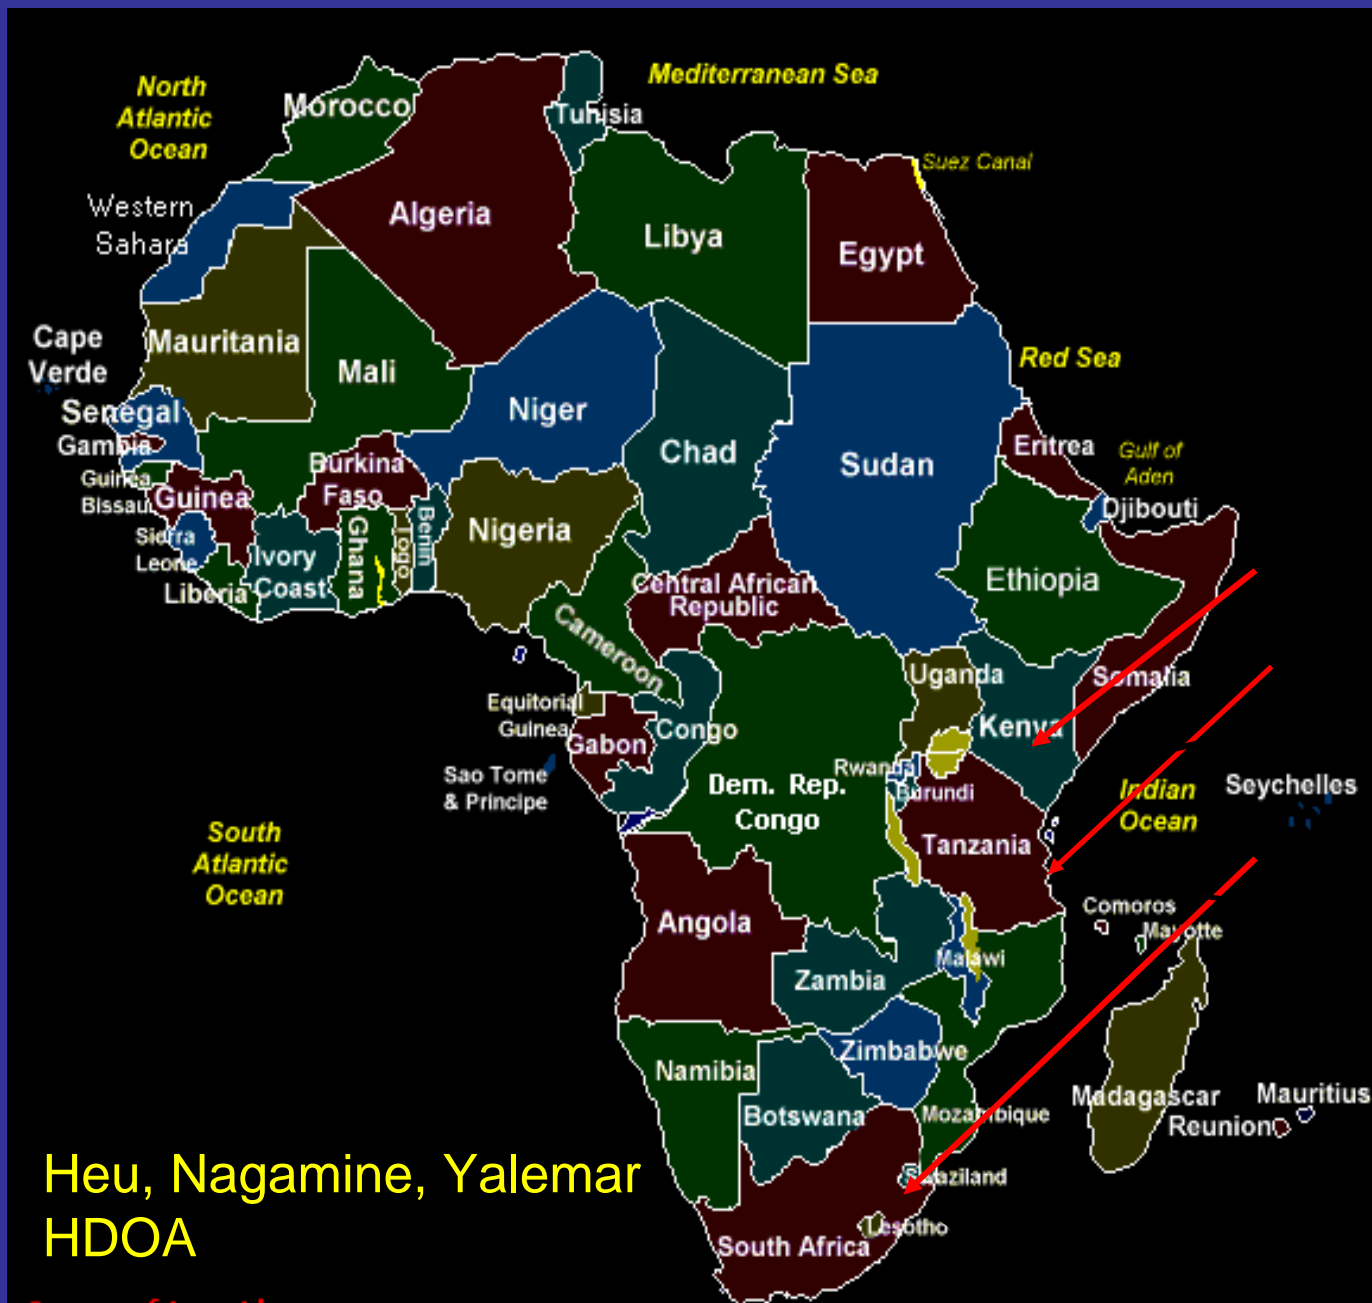 North
Atlantic
Ocean
Mediterranean Sea
Morocco
Tunisia
Suez Canal
Western
Sahara
Algeria
Libya
Egypt
Cape
Verde
Mauritania
Mali
Niger
Chad
Sudan
Red Sea
Senegal
Gambia
Guinea
Bissau
Guinea
Burkina
Faso
Eritrea
Gulf of
Aden
Djibouti
Sierra
Leone
Liberia
Ivory
Coast
Ghana
Togo
Benin
Nigeria
Central African
Republic
Ethiopia
Cameroon
Uganda
Somalia
Equitorial
Guinea
Gabon
Congo
Kenya
Sao Tome
& Principe
Dem. Rep.
Congo
Rwanda
Burundi
Indian
Ocean
Seychelles
South
Atlantic
Ocean
Tanzania
Angola
Comoros
Mayotte
Zambia
Malawi
Namibia
Zimbabwe
Botswana
Mozambique
Madagascar
Mauritius
Reunion
Swaziland
Lesotho
South Africa
Heu, Nagamine, Yalemar
HDOA